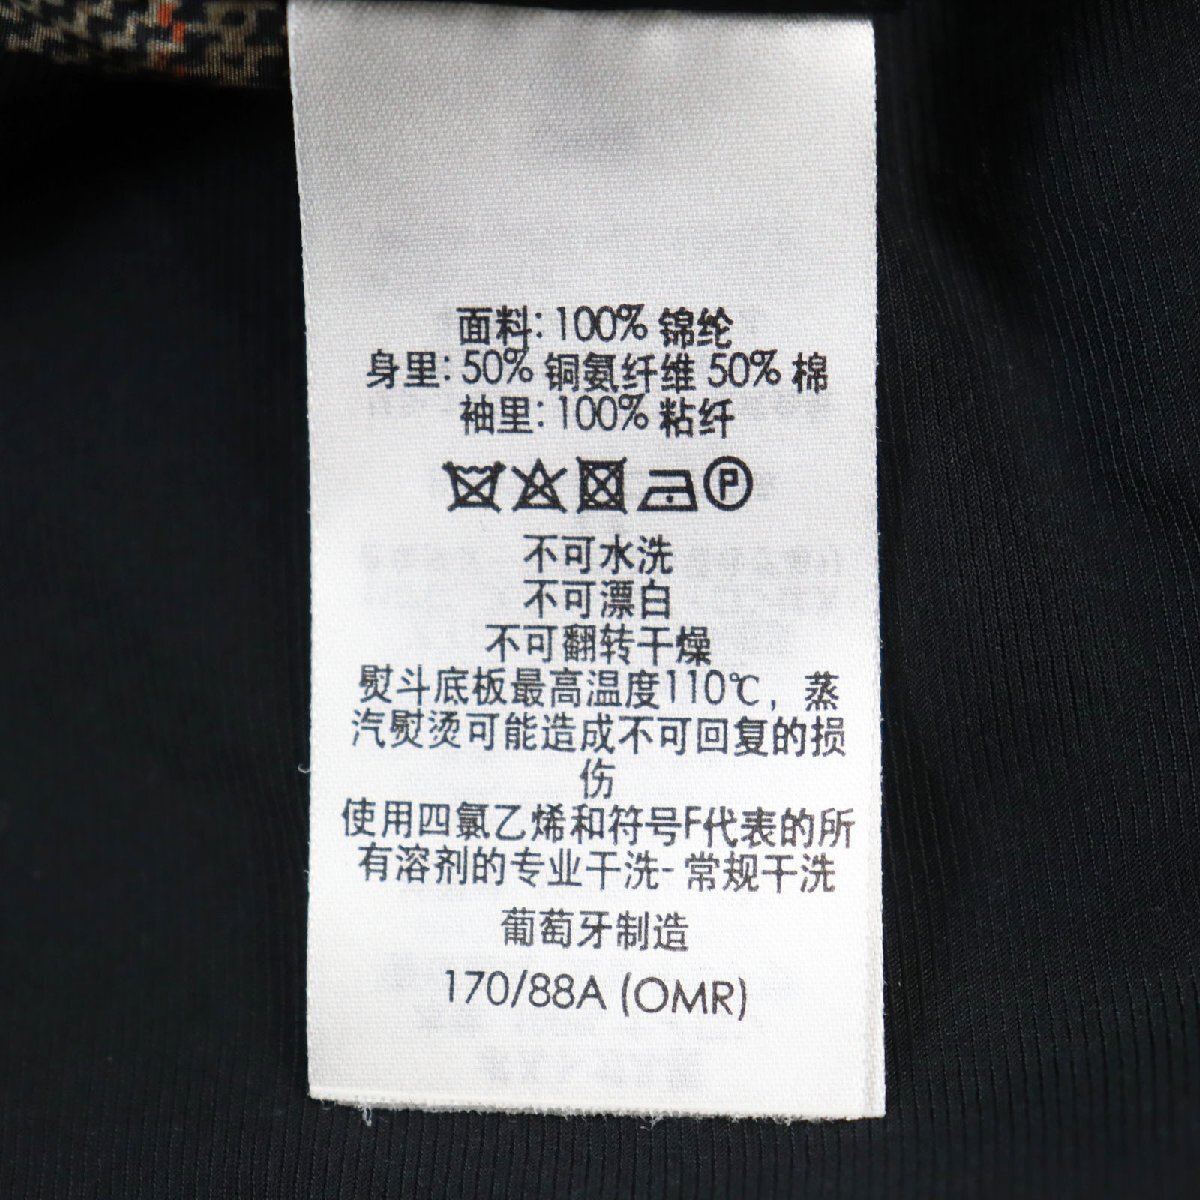 面料: 100% 锦纶
身里: 50% 铜氨纤维 50% 棉
袖里: 100% 粘纤
P
不可水洗
不可漂白
不可翻转干燥
熨斗底板最高温度110℃, 蒸
汽熨烫可能造成不可回复的损
伤
使用四氯乙烯和符号F代表的所
有溶剂的专业干洗- 常规干洗
葡萄牙制造
170/88A (OMR)